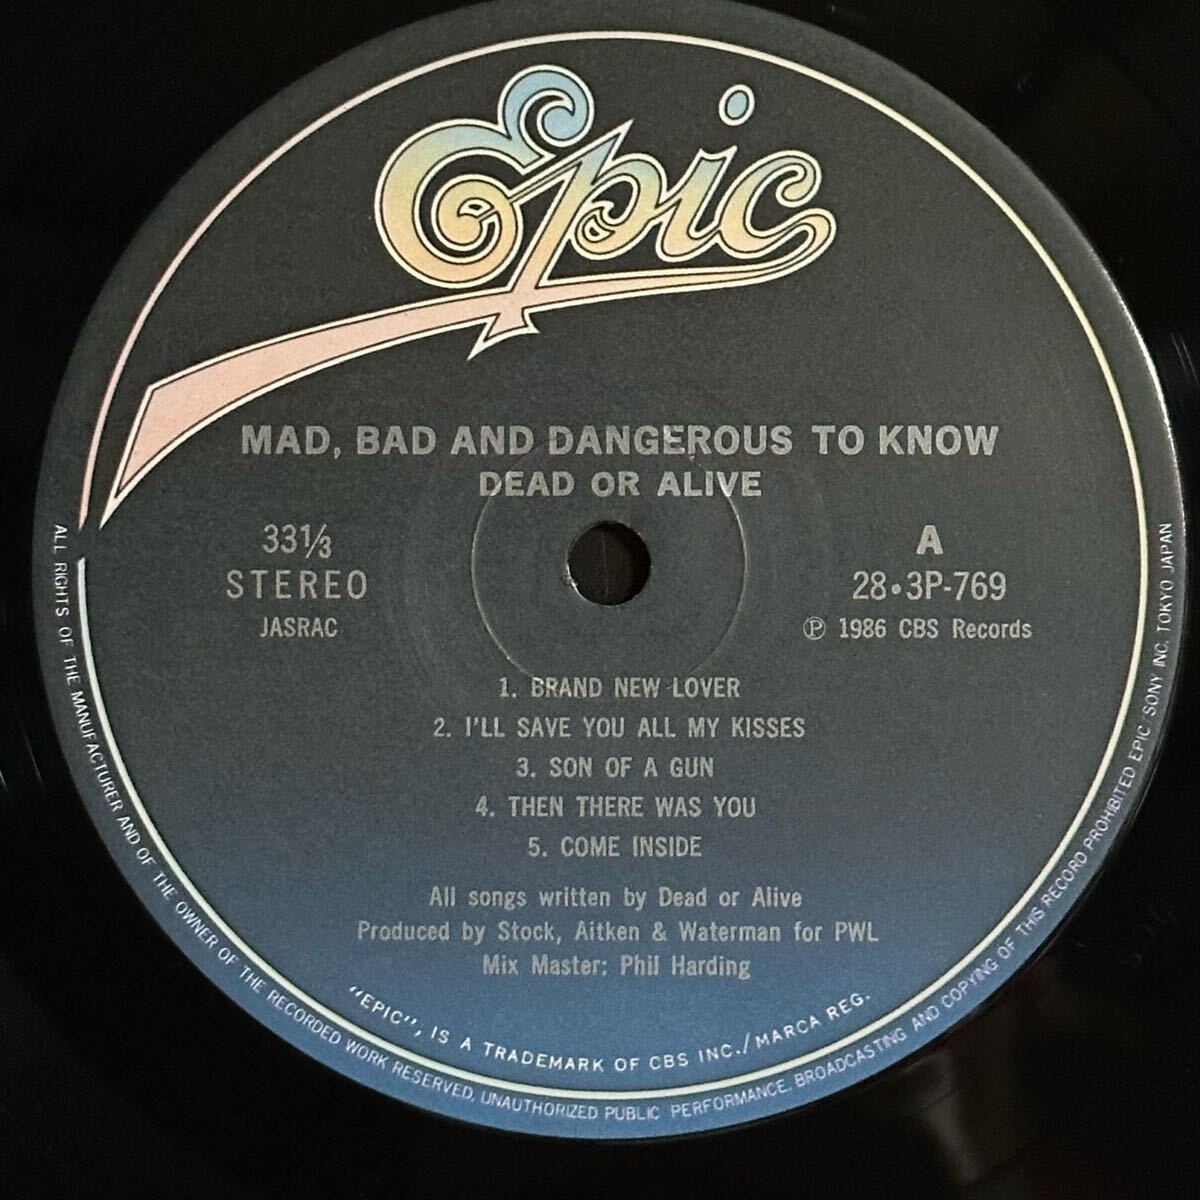 Epic
MAD, BAD AND DANGEROUS TO KNOW
DEAD OR ALIVE
33⅓
STEREO
JASRAC
A
28・3P-769
Ⓟ 1986 CBS Records
1. BRAND NEW LOVER
2. I'LL SAVE YOU ALL MY KISSES
3. SON OF A GUN
4. THEN THERE WAS YOU
5. COME INSIDE
All songs written by Dead or Alive
Produced by Stock, Aitken & Waterman for PWL
Mix Master: Phil Harding
"EPIC", IS A TRADEMARK OF CBS INC./MARCA REG.
ALL RIGHTS OF THE MANUFACTURER AND OF THE OWNER OF THE RECORDED WORK RESERVED. UNAUTHORIZED PUBLIC PERFORMANCE. BROADCASTING AND COPYING OF THIS RECORD PROHIBITED EPIC SONY INC. TOKYO JAPAN